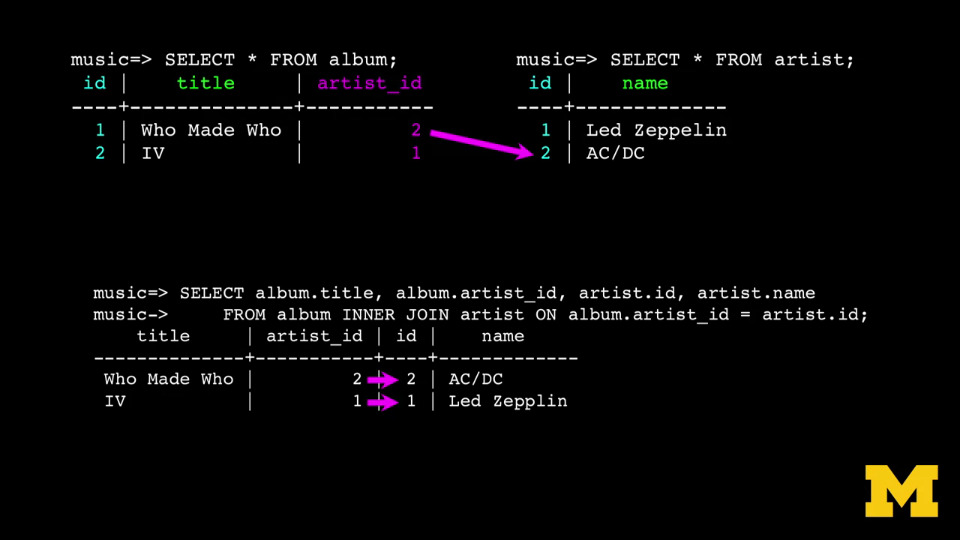 music=> SELECT * FROM album;
id | title | artist_id
----+--------------+-----------
1 | Who Made Who | 2
2 | IV | 1
music=> SELECT * FROM artist;
id | name
----+-------------
1 | Led Zeppelin
2 | AC/DC
music=> SELECT album.title, album.artist_id, artist.id, artist.name
music-> FROM album INNER JOIN artist ON album.artist_id = artist.id;
title | artist_id | id | name
--------------+-----------+----+-------------
Who Made Who | 2 | 2 | AC/DC
IV | 1 | 1 | Led Zepplin
M